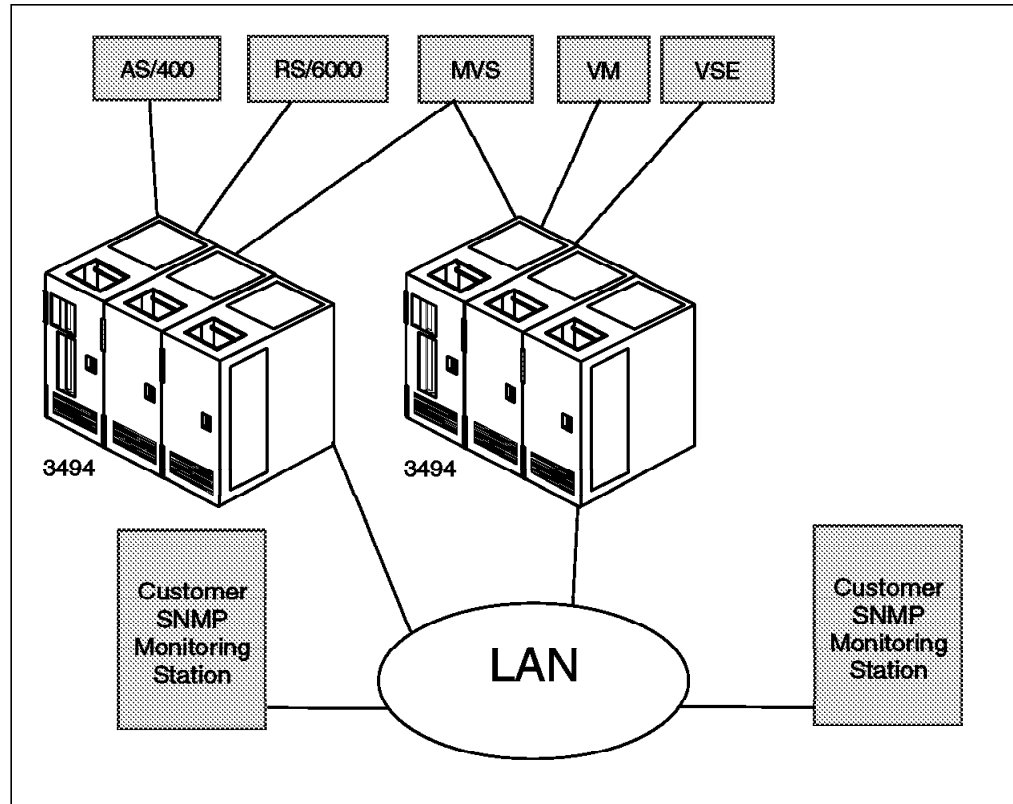 AS/400
RS/6000
MVS
VM
VSE
3494
3494
Customer
SNMP
Monitoring
Station
LAN
Customer
SNMP
Monitoring
Station